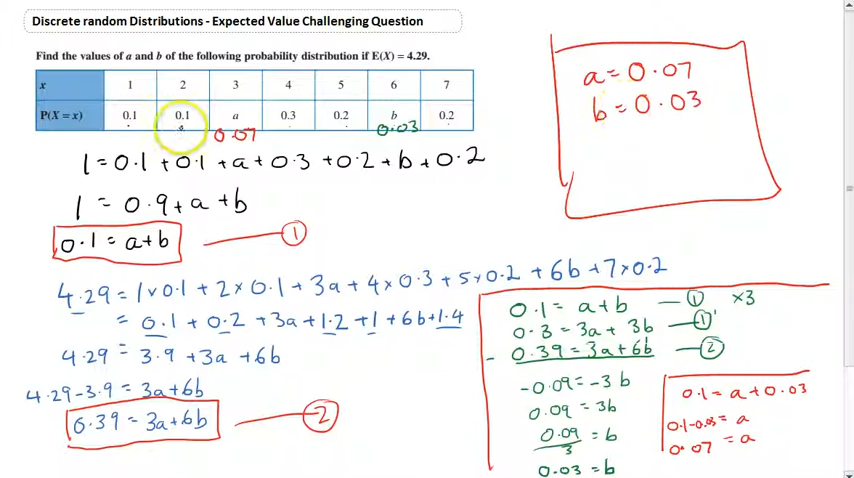 Discrete random Distributions - Expected Value Challenging Question
Find the values of a and b of the following probability distribution if E(X) = 4.29.
x 1 2 3 4 5 6 7
P(X = x) 0.1 0.1 a 0.3 0.2 b 0.2
0.07 0.03
1 = 0.1 + 0.1 + a + 0.3 + 0.2 + b + 0.2
1 = 0.9 + a + b
0.1 = a + b ①
4.29 = 1 × 0.1 + 2 × 0.1 + 3a + 4 × 0.3 + 5 × 0.2 + 6b + 7 × 0.2
= 0.1 + 0.2 + 3a + 1.2 + 1 + 6b + 1.4
4.29 = 3.9 + 3a + 6b
4.29 - 3.9 = 3a + 6b
0.39 = 3a + 6b ②
a = 0.07
b = 0.03
0.1 = a + b ① ×3
0.3 = 3a + 3b ①'
- 0.39 = 3a + 6b ②
-0.09 = -3b
0.09 = 3b
0.09/3 = b
0.03 = b
0.1 = a + 0.03
0.1 - 0.03 = a
0.07 = a